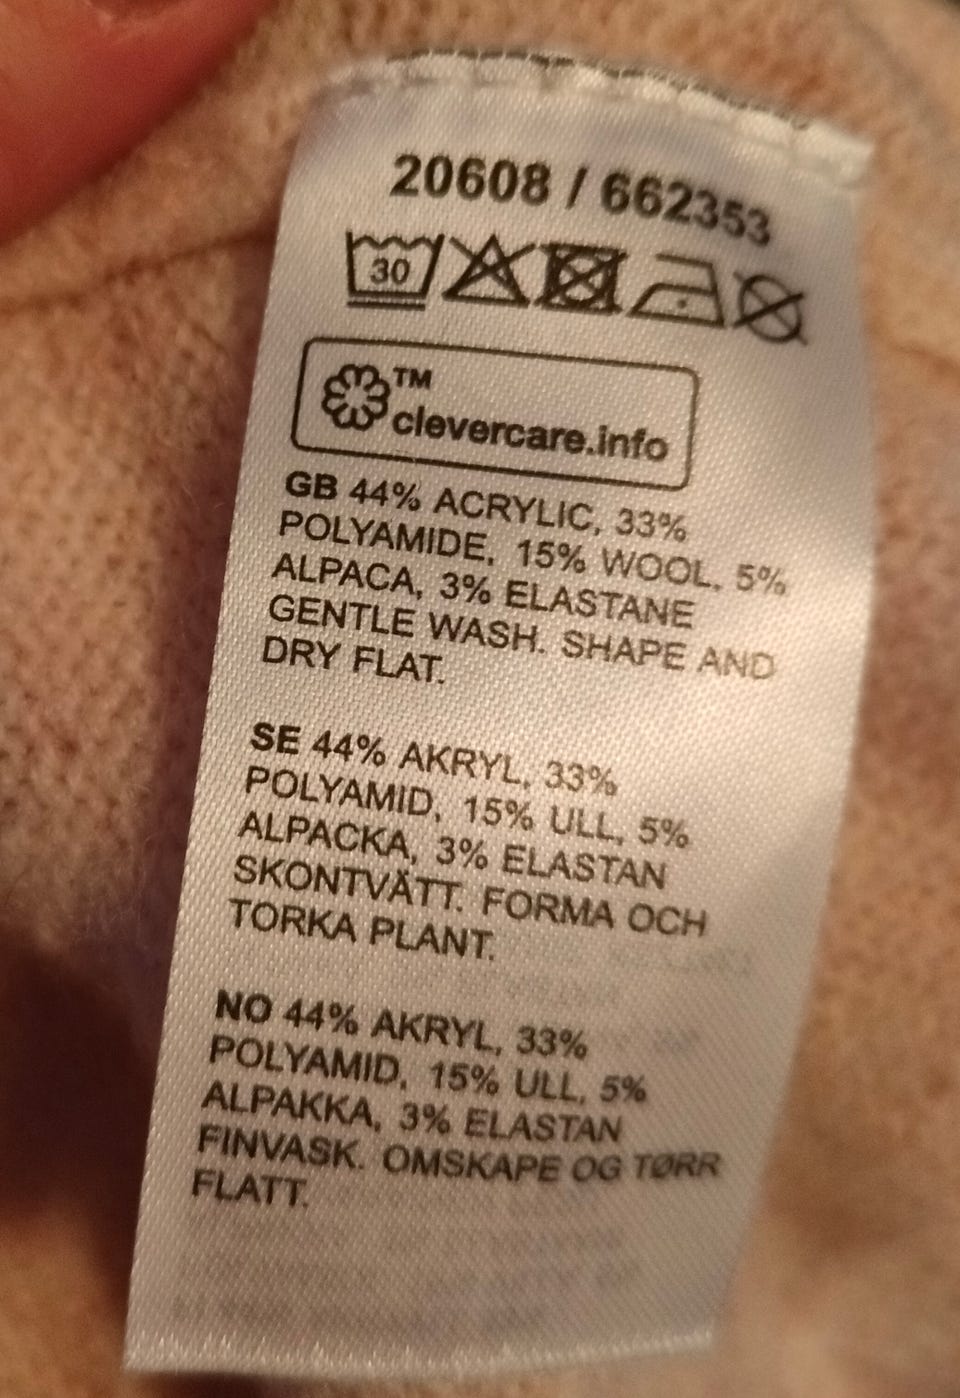 20608 / 662353
30
TM
clevercare.info
GB 44% ACRYLIC, 33%
POLYAMIDE, 15% WOOL, 5%
ALPACA, 3% ELASTANE
GENTLE WASH. SHAPE AND
DRY FLAT.
SE 44% AKRYL, 33%
POLYAMID, 15% ULL, 5%
ALPACKA, 3% ELASTAN
SKONTVÄTT. FORMA OCH
TORKA PLANT.
NO 44% AKRYL, 33%
POLYAMID, 15% ULL, 5%
ALPAKKA, 3% ELASTAN
FINVASK. OMSKAPE OG TØRR
FLATT.